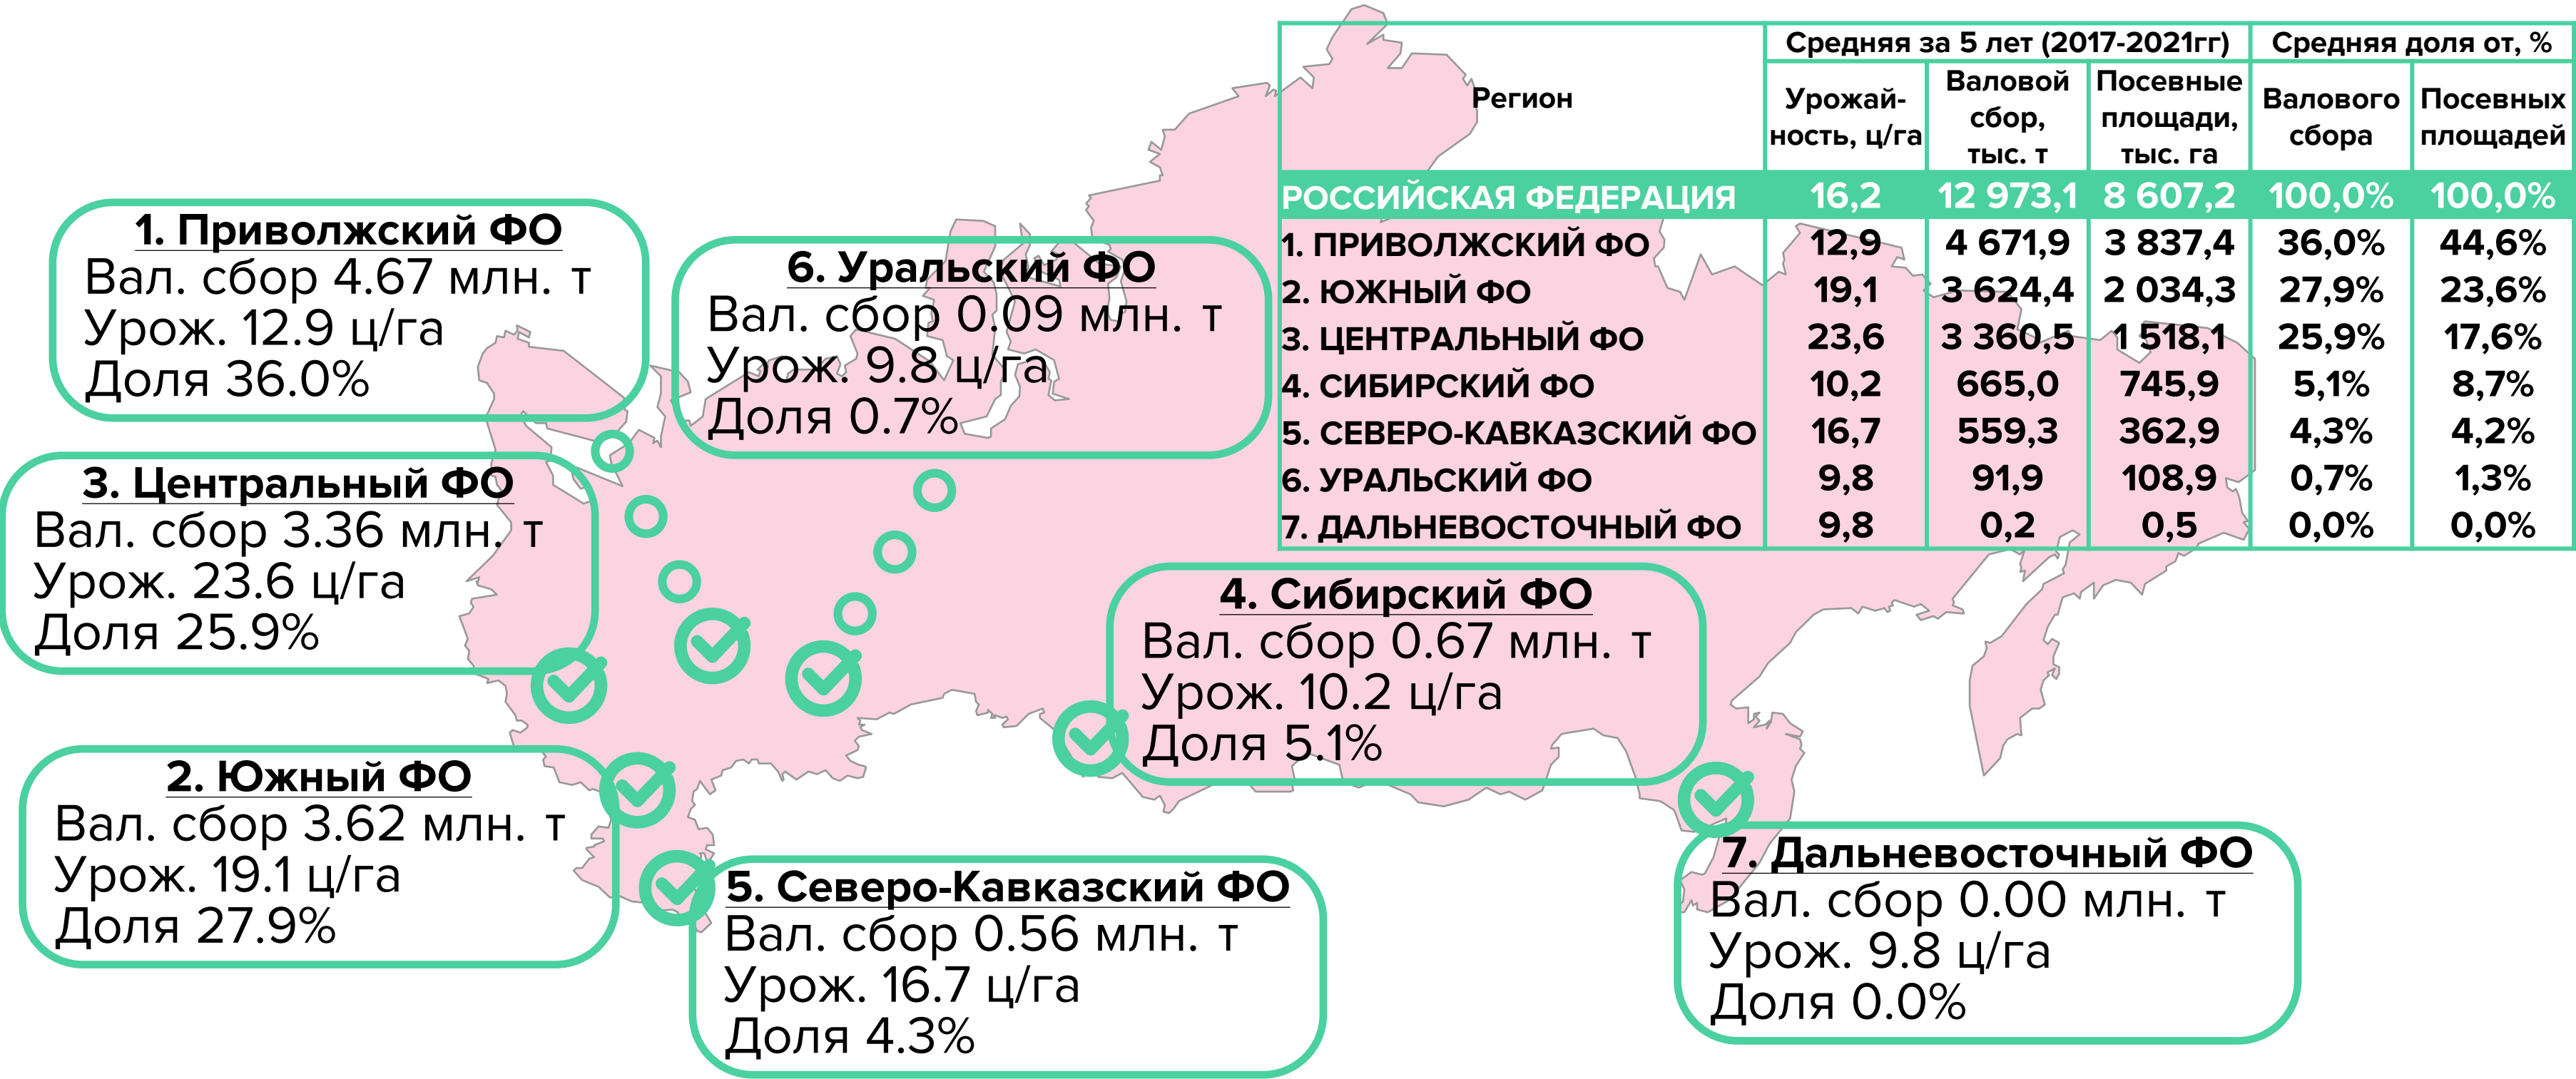 Регион
Средняя за 5 лет (2017-2021гг)
Средняя доля от, %
Урожай-
ность, ц/га
Валовой
сбор,
тыс. т
Посевные
площади,
тыс. га
Валового
сбора
Посевных
площадей
РОССИЙСКАЯ ФЕДЕРАЦИЯ 16,2 12 973,1 8 607,2 100,0% 100,0%
1. ПРИВОЛЖСКИЙ ФО 12,9 4 671,9 3 837,4 36,0% 44,6%
2. ЮЖНЫЙ ФО 19,1 3 624,4 2 034,3 27,9% 23,6%
3. ЦЕНТРАЛЬНЫЙ ФО 23,6 3 360,5 1 518,1 25,9% 17,6%
4. СИБИРСКИЙ ФО 10,2 665,0 745,9 5,1% 8,7%
5. СЕВЕРО-КАВКАЗСКИЙ ФО 16,7 559,3 362,9 4,3% 4,2%
6. УРАЛЬСКИЙ ФО 9,8 91,9 108,9 0,7% 1,3%
7. ДАЛЬНЕВОСТОЧНЫЙ ФО 9,8 0,2 0,5 0,0% 0,0%
1. Приволжский ФО
Вал. сбор 4.67 млн. т
Урож. 12.9 ц/га
Доля 36.0%
6. Уральский ФО
Вал. сбор 0.09 млн. т
Урож. 9.8 ц/га
Доля 0.7%
3. Центральный ФО
Вал. сбор 3.36 млн. т
Урож. 23.6 ц/га
Доля 25.9%
4. Сибирский ФО
Вал. сбор 0.67 млн. т
Урож. 10.2 ц/га
Доля 5.1%
2. Южный ФО
Вал. сбор 3.62 млн. т
Урож. 19.1 ц/га
Доля 27.9%
5. Северо-Кавказский ФО
Вал. сбор 0.56 млн. т
Урож. 16.7 ц/га
Доля 4.3%
7. Дальневосточный ФО
Вал. сбор 0.00 млн. т
Урож. 9.8 ц/га
Доля 0.0%